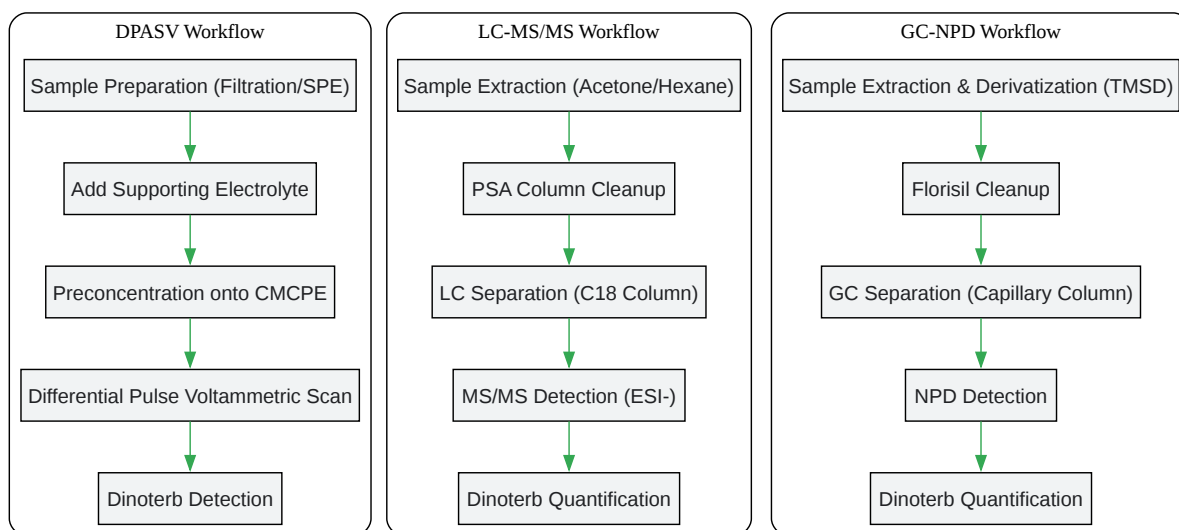 DPASV Workflow
Sample Preparation (Filtration/SPE)
Add Supporting Electrolyte
Preconcentration onto CMCPE
Differential Pulse Voltammetric Scan
Dinoterb Detection
LC-MS/MS Workflow
Sample Extraction (Acetone/Hexane)
PSA Column Cleanup
LC Separation (C18 Column)
MS/MS Detection (ESI-)
Dinoterb Quantification
GC-NPD Workflow
Sample Extraction & Derivatization (TMSD)
Florisil Cleanup
GC Separation (Capillary Column)
NPD Detection
Dinoterb Quantification